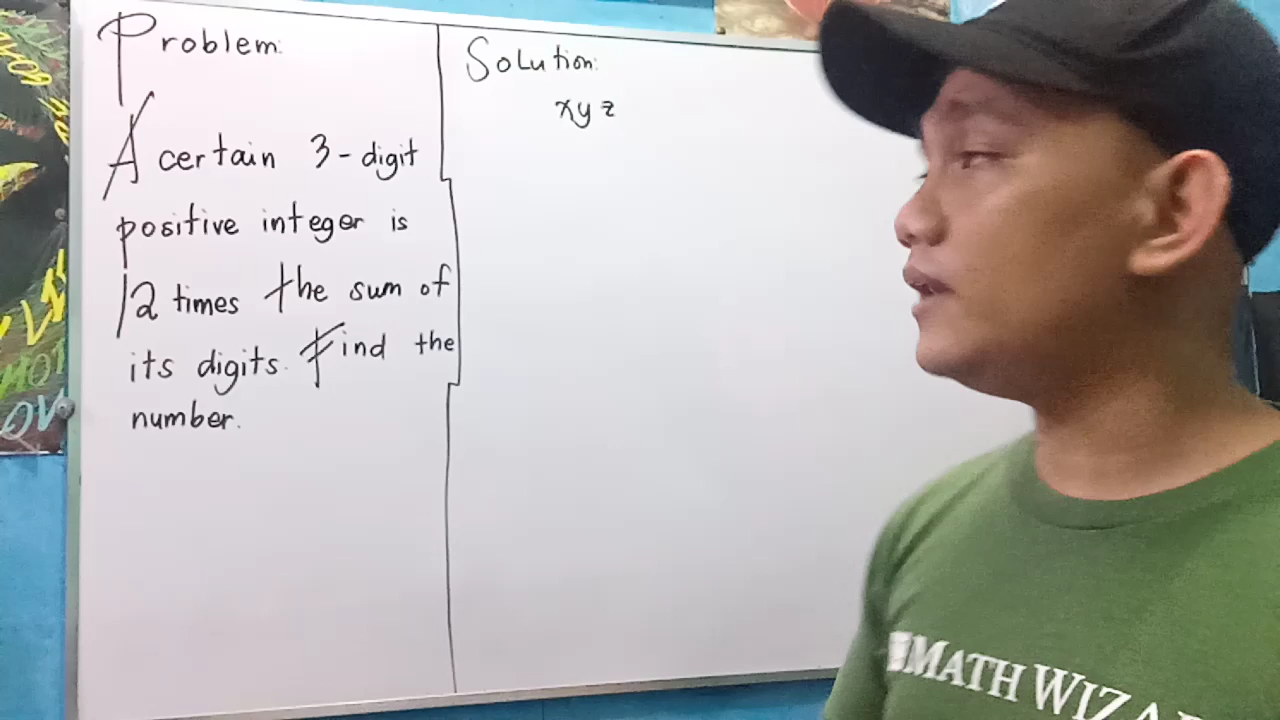 Problem:
A certain 3-digit
positive integer is
12 times the sum of
its digits. Find the
number.
Solution:
xyz
MATH WIZA